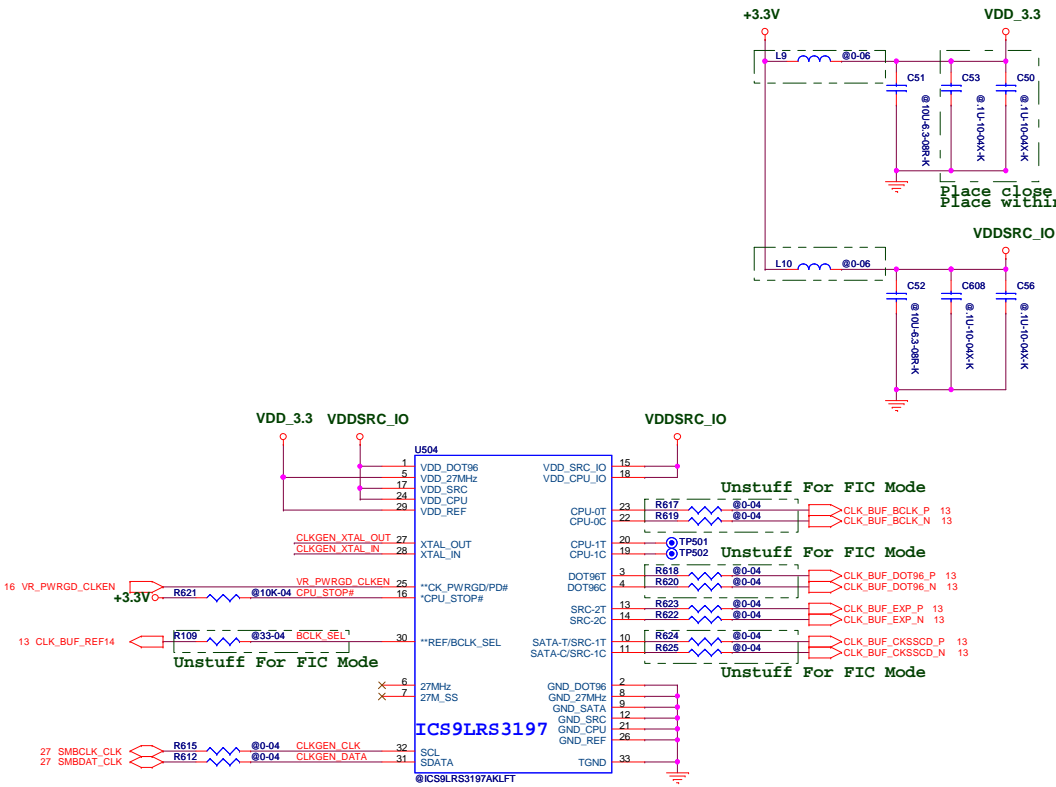 +3.3V VDD_3.3
L9 @0-06
C51 C53 C50
@10U-6.3-08R-K @.1U-10-04X-K @.1U-10-04X-K
Place close
Place within
VDDSRC_IO
L10 @0-06
C52 C608 C56
@10U-6.3-08R-K @.1U-10-04X-K @.1U-10-04X-K
VDD_3.3 VDDSRC_IO VDDSRC_IO
U504
1 VDD_DOT96 VDD_SRC_IO 15
5 VDD_27MHz VDD_CPU_IO 18
17 VDD_SRC
24 VDD_CPU
29 VDD_REF
Unstuff For FIC Mode
CPU-0T 23 R617 @0-04 CLK_BUF_BCLK_P 13
CPU-0C 22 R619 @0-04 CLK_BUF_BCLK_N 13
CLKGEN_XTAL_OUT 27 XTAL_OUT CPU-1T 20 TP501
CLKGEN_XTAL_IN 28 XTAL_IN CPU-1C 19 TP502
Unstuff For FIC Mode
DOT96T 3 R618 @0-04 CLK_BUF_DOT96_P 13
16 VR_PWRGD_CLKEN VR_PWRGD_CLKEN 25 **CK_PWRGD/PD# DOT96C 4 R620 @0-04 CLK_BUF_DOT96_N 13
+3.3V R621 @10K-04 CPU_STOP# 16 *CPU_STOP#
SRC-2T 13 R623 @0-04 CLK_BUF_EXP_P 13
SRC-2C 14 R622 @0-04 CLK_BUF_EXP_N 13
13 CLK_BUF_REF14 R109 @33-04 BCLK_SEL 30 **REF/BCLK_SEL SATA-T/SRC-1T 10 R624 @0-04 CLK_BUF_CKSSCD_P 13
SATA-C/SRC-1C 11 R625 @0-04 CLK_BUF_CKSSCD_N 13
Unstuff For FIC Mode
Unstuff For FIC Mode
6 27MHz GND_DOT96 2
7 27M_SS GND_27MHz 8
GND_SATA 9
GND_SRC 12
GND_CPU 21
GND_REF 26
ICS9LRS3197
27 SMBCLK_CLK R615 @0-04 CLKGEN_CLK 32 SCL
27 SMBDAT_CLK R612 @0-04 CLKGEN_DATA 31 SDATA TGND 33
@ICS9LRS3197AKLFT